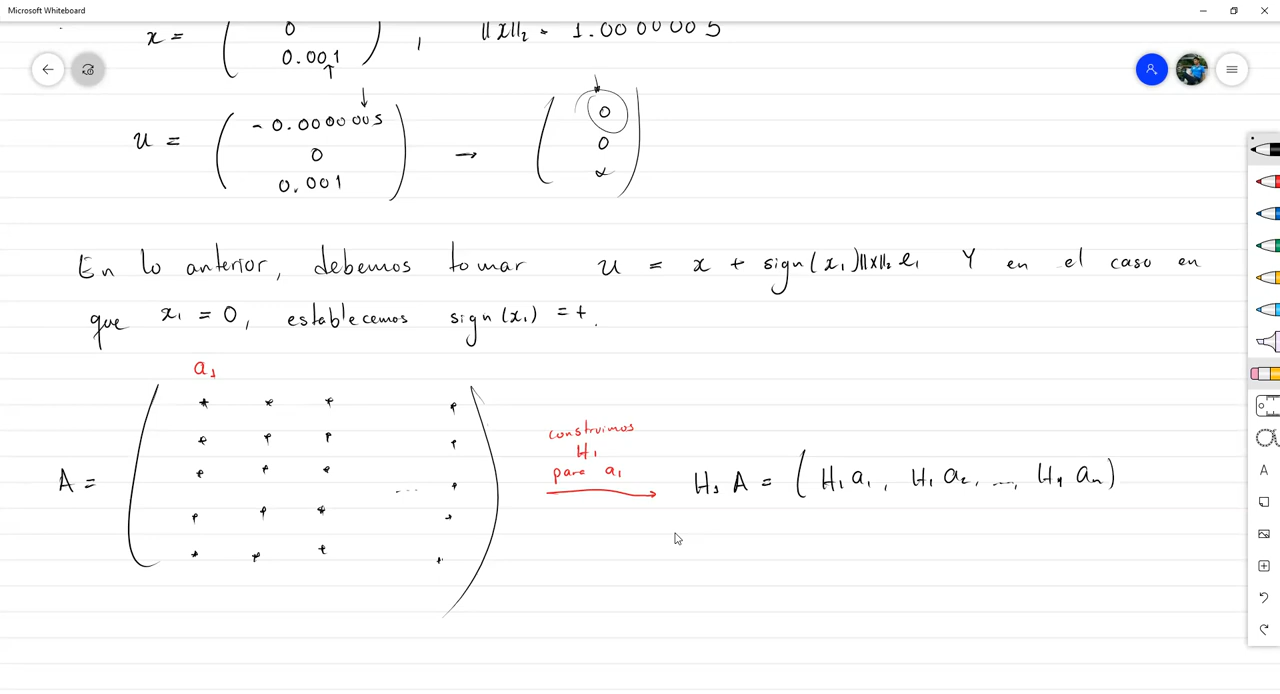 Microsoft Whiteboard
x = ( 0 0.001 ) , ||x||₂ = 1.0000005
u = ( -0.0000005 0 0.001 ) → ( 0 0 α )
En lo anterior, debemos tomar u = x + sign(x₁)||x||₂ e₁ Y en el caso en
que x₁ = 0, establecemos sign(x₁) = +.
a₁
construimos
H₁
para a₁
A = ( ... ) H₁ A = ( H₁ a₁ , H₁ a₂ , ..., H₁ aₙ )
A